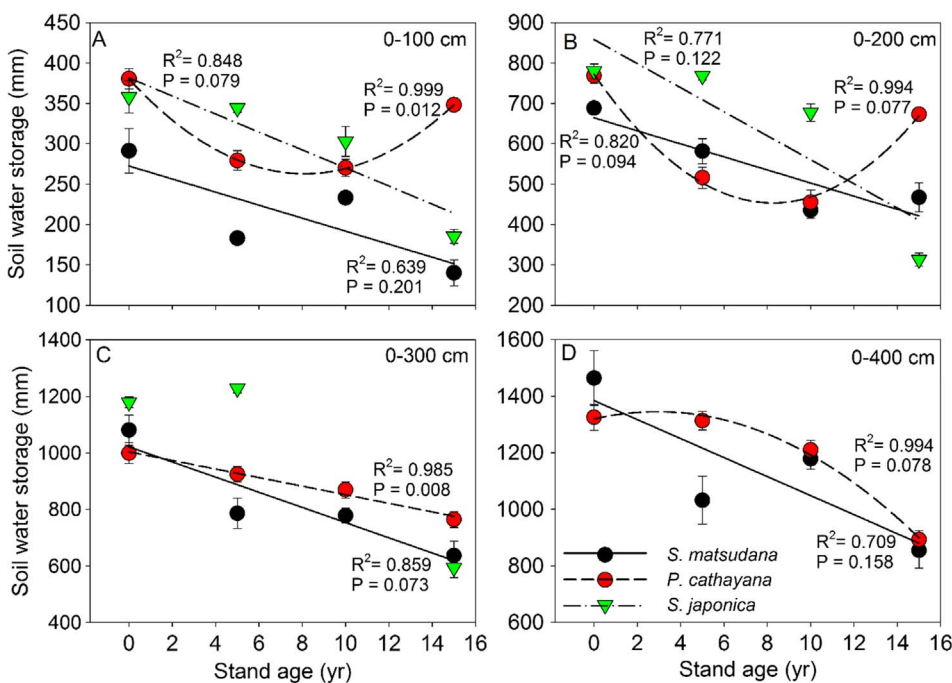 A
0-100 cm
R²= 0.848
P = 0.079
R²= 0.999
P = 0.012
R²= 0.639
P = 0.201
450
400
350
300
250
200
150
100
Soil water storage (mm)
B
0-200 cm
R²= 0.771
P = 0.122
R²= 0.994
P = 0.077
R²= 0.820
P = 0.094
900
800
700
600
500
400
300
200
C
0-300 cm
R²= 0.985
P = 0.008
R²= 0.859
P = 0.073
1400
1200
1000
800
600
400
Soil water storage (mm)
0 2 4 6 8 10 12 14 16
Stand age (yr)
D
0-400 cm
R²= 0.994
P = 0.078
R²= 0.709
P = 0.158
S. matsudana
P. cathayana
S. japonica
1600
1400
1200
1000
800
600
0 2 4 6 8 10 12 14 16
Stand age (yr)